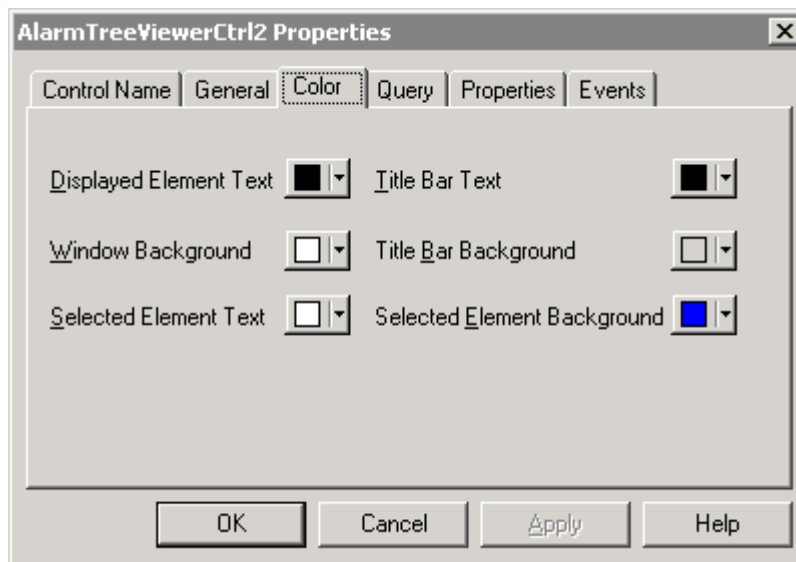 AlarmTreeViewerCtrl2 Properties
Control Name General Color Query Properties Events
Displayed Element Text Title Bar Text
Window Background Title Bar Background
Selected Element Text Selected Element Background
OK Cancel Apply Help